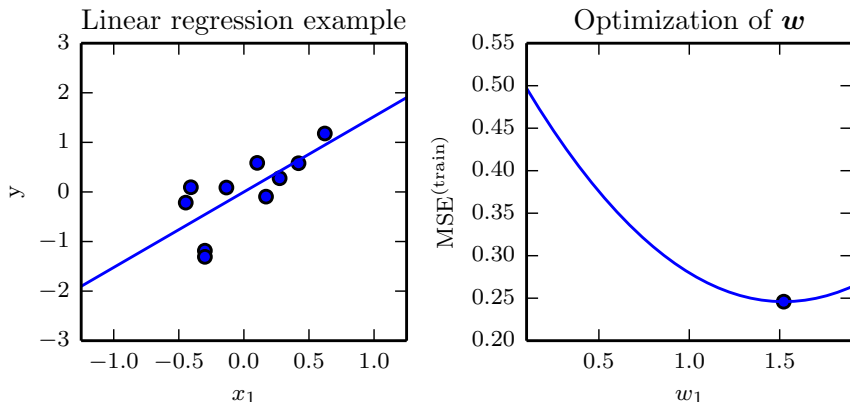 Linear regression example
3
2
1
0
−1
−2
−3
y
−1.0 −0.5 0.0 0.5 1.0
x₁
Optimization of w
0.55
0.50
0.45
0.40
0.35
0.30
0.25
0.20
MSE(train)
0.5 1.0 1.5
w₁